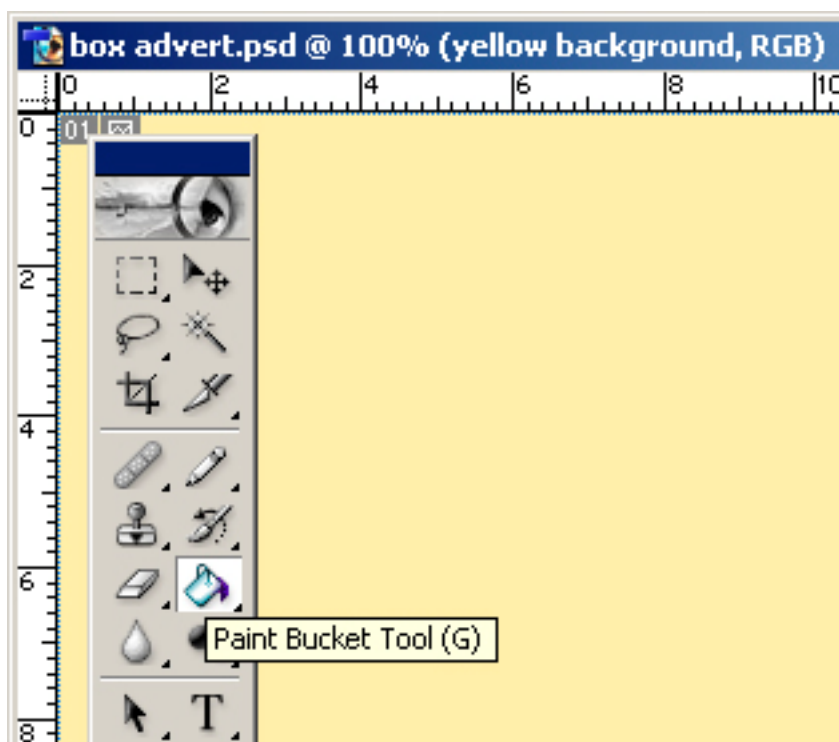 box advert.psd @ 100% (yellow background, RGB)
0 2 4 6 8 10
0
01
2
4
6
Paint Bucket Tool (G)
T
8